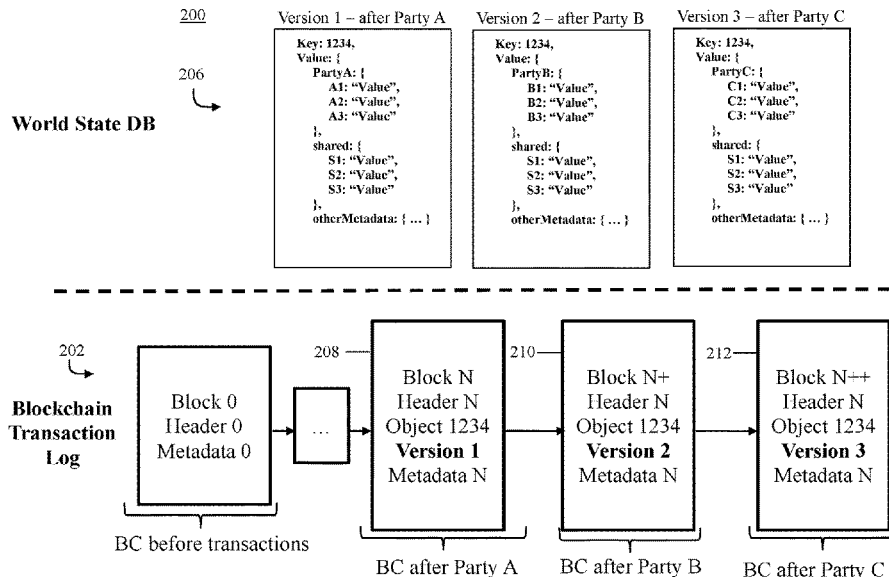 200
206
World State DB
Version 1 – after Party A
Key: 1234,
Value: {
PartyA: {
A1: “Value”,
A2: “Value”,
A3: “Value”
},
shared: {
S1: “Value”,
S2: “Value”,
S3: “Value”
},
otherMetadata: { ... }
Version 2 – after Party B
Key: 1234,
Value: {
PartyB: {
B1: “Value”,
B2: “Value”,
B3: “Value”
},
shared: {
S1: “Value”,
S2: “Value”,
S3: “Value”
},
otherMetadata: { ... }
Version 3 – after Party C
Key: 1234,
Value: {
PartyC: {
C1: “Value”,
C2: “Value”,
C3: “Value”
},
shared: {
S1: “Value”,
S2: “Value”,
S3: “Value”
},
otherMetadata: { ... }
202
Blockchain
Transaction
Log
Block 0
Header 0
Metadata 0
BC before transactions
...
208
Block N
Header N
Object 1234
Version 1
Metadata N
BC after Party A
210
Block N+
Header N
Object 1234
Version 2
Metadata N
BC after Party B
212
Block N++
Header N
Object 1234
Version 3
Metadata N
BC after Party C